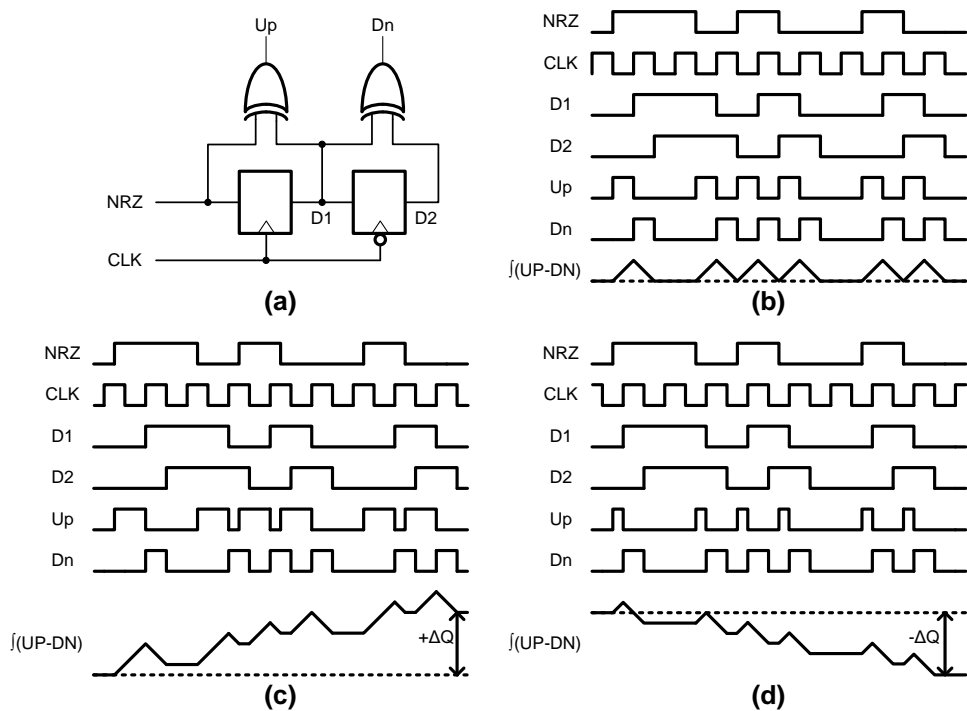 Up
Dn
NRZ
D1
D2
CLK
(a)
NRZ
CLK
D1
D2
Up
Dn
∫(UP-DN)
(b)
NRZ
CLK
D1
D2
Up
Dn
∫(UP-DN)
+ΔQ
(c)
NRZ
CLK
D1
D2
Up
Dn
∫(UP-DN)
-ΔQ
(d)